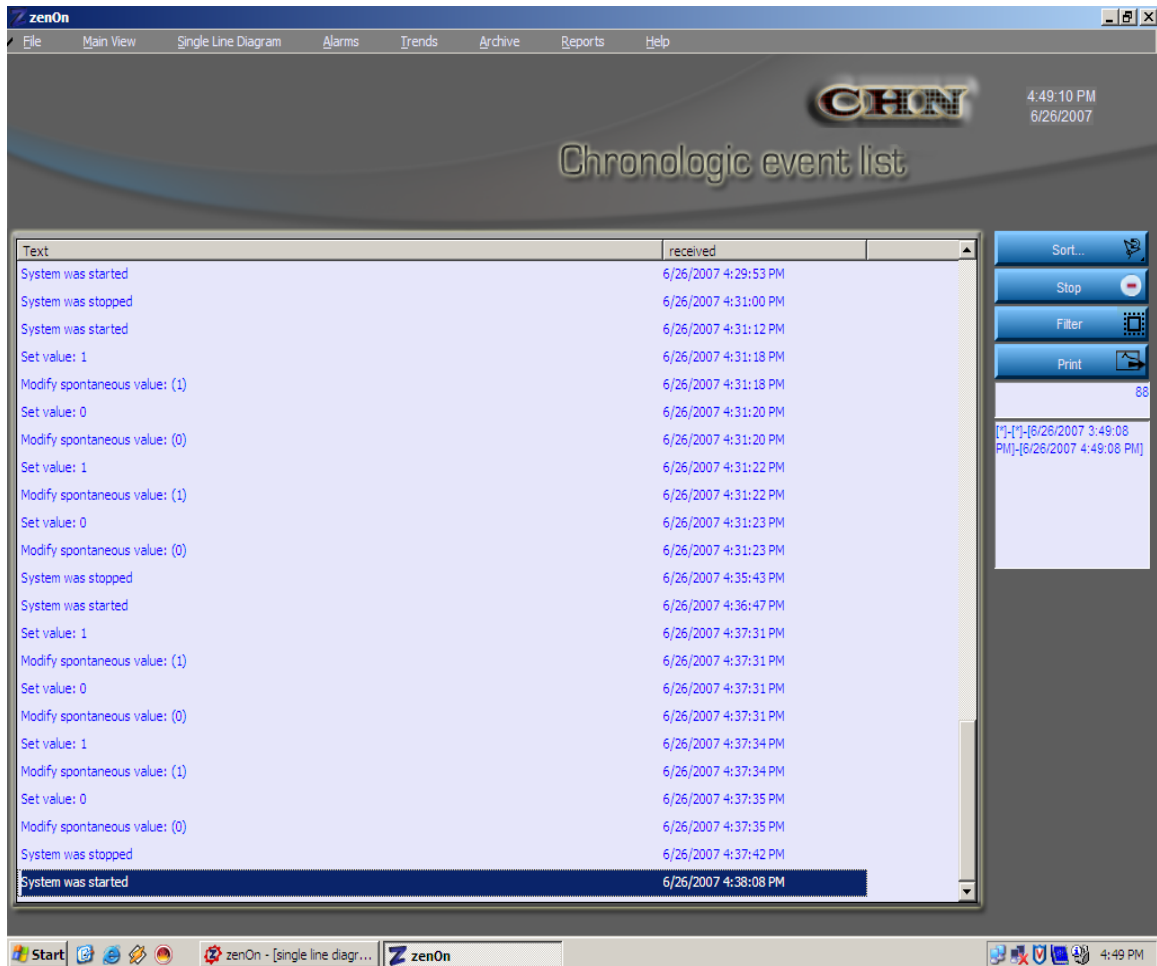 zenOn
File Main View Single Line Diagram Alarms Trends Archive Reports Help
CHN
4:49:10 PM
6/26/2007
Chronologic event list
Text received
System was started 6/26/2007 4:29:53 PM
System was stopped 6/26/2007 4:31:00 PM
System was started 6/26/2007 4:31:12 PM
Set value: 1 6/26/2007 4:31:18 PM
Modify spontaneous value: (1) 6/26/2007 4:31:18 PM
Set value: 0 6/26/2007 4:31:20 PM
Modify spontaneous value: (0) 6/26/2007 4:31:20 PM
Set value: 1 6/26/2007 4:31:22 PM
Modify spontaneous value: (1) 6/26/2007 4:31:22 PM
Set value: 0 6/26/2007 4:31:23 PM
Modify spontaneous value: (0) 6/26/2007 4:31:23 PM
System was stopped 6/26/2007 4:35:43 PM
System was started 6/26/2007 4:36:47 PM
Set value: 1 6/26/2007 4:37:31 PM
Modify spontaneous value: (1) 6/26/2007 4:37:31 PM
Set value: 0 6/26/2007 4:37:31 PM
Modify spontaneous value: (0) 6/26/2007 4:37:31 PM
Set value: 1 6/26/2007 4:37:34 PM
Modify spontaneous value: (1) 6/26/2007 4:37:34 PM
Set value: 0 6/26/2007 4:37:35 PM
Modify spontaneous value: (0) 6/26/2007 4:37:35 PM
System was stopped 6/26/2007 4:37:42 PM
System was started 6/26/2007 4:38:08 PM
Sort...
Stop
Filter
Print
88
[*]-[*]-[6/26/2007 3:49:08
PM]-[6/26/2007 4:49:08 PM]
Start zenOn - [single line diagr... zenOn 4:49 PM